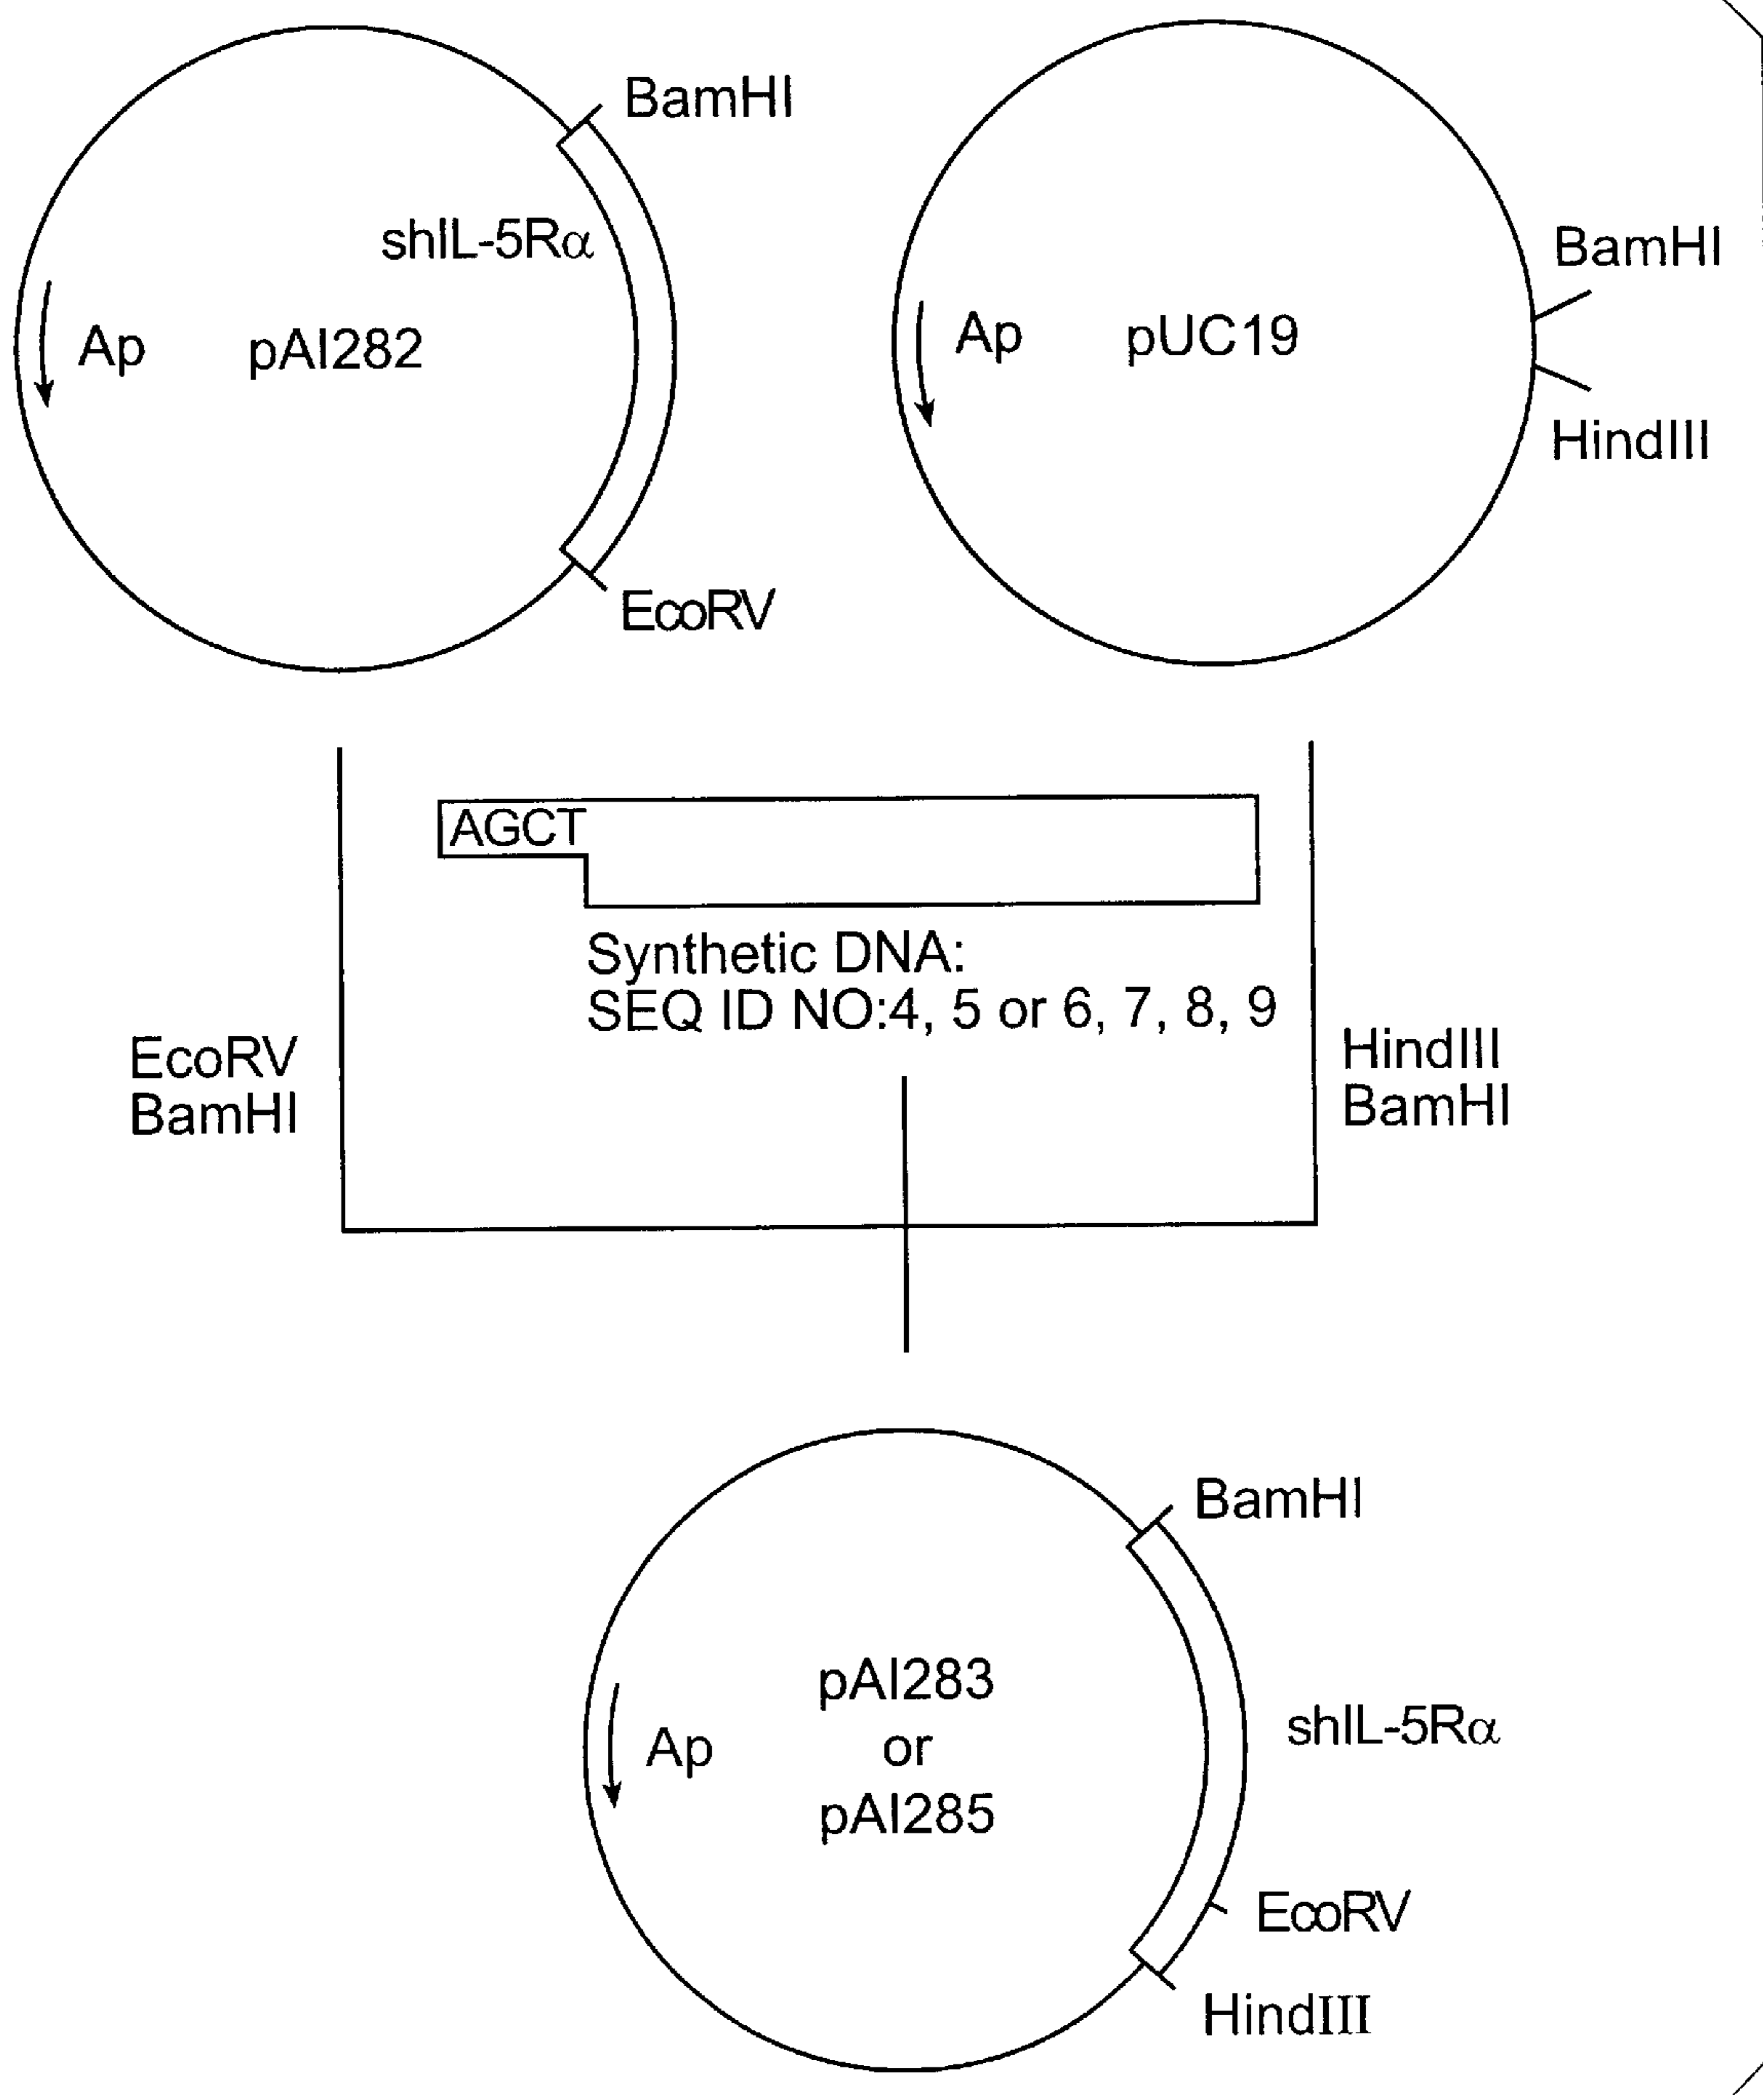 BamHI
shIL-5Rα
Ap
pAI282
EcoRV
BamHI
Ap
pUC19
HindIII
AGCT
Synthetic DNA:
SEQ ID NO:4, 5 or 6, 7, 8, 9
EcoRV
BamHI
HindIII
BamHI
BamHI
pAI283
or
pAI285
Ap
shIL-5Rα
EcoRV
HindIII